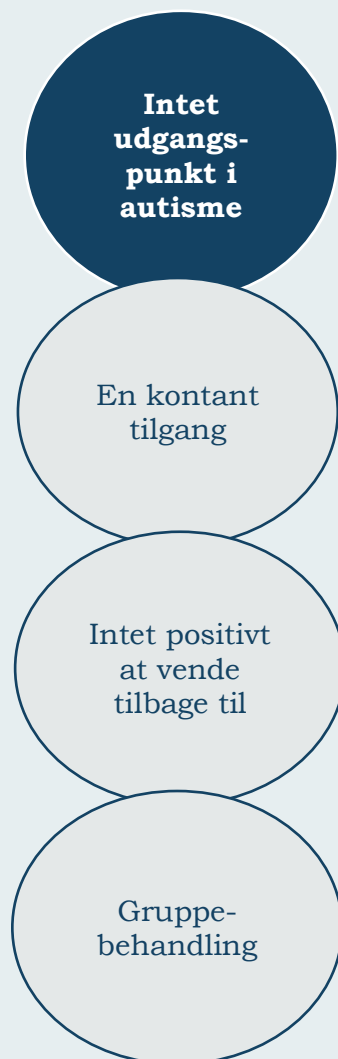 Intet
udgangs-
punkt i
autisme
En kontant
tilgang
Intet positivt
at vende
tilbage til
Gruppe-
behandling